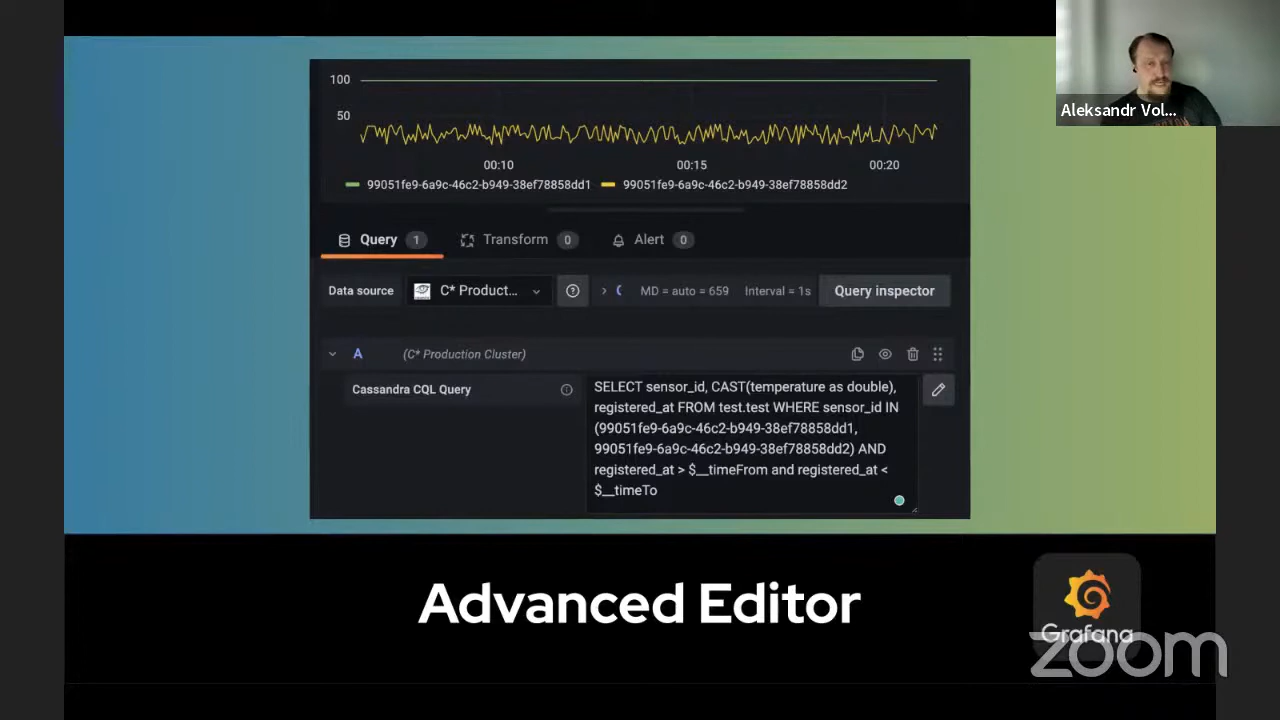 Aleksandr Vol...
100
50
00:10 00:15 00:20
99051fe9-6a9c-46c2-b949-38ef78858dd1 99051fe9-6a9c-46c2-b949-38ef78858dd2
Query 1 Transform 0 Alert 0
Data source C* Product... MD = auto = 659 Interval = 1s Query inspector
A (C* Production Cluster)
Cassandra CQL Query
SELECT sensor_id, CAST(temperature as double),
registered_at FROM test.test WHERE sensor_id IN
(99051fe9-6a9c-46c2-b949-38ef78858dd1,
99051fe9-6a9c-46c2-b949-38ef78858dd2) AND
registered_at > $__timeFrom and registered_at <
$__timeTo
Advanced Editor
Grafana
zoom